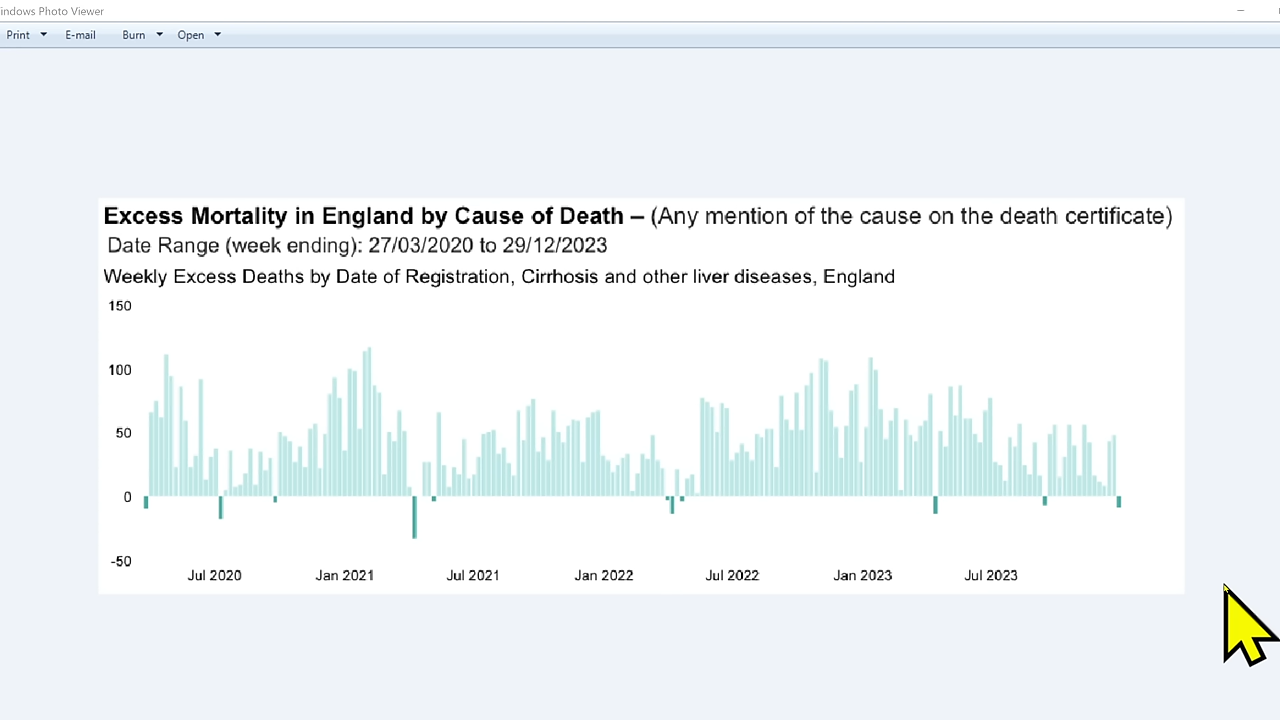 indows Photo Viewer
Print E-mail Burn Open
Excess Mortality in England by Cause of Death – (Any mention of the cause on the death certificate)
Date Range (week ending): 27/03/2020 to 29/12/2023
Weekly Excess Deaths by Date of Registration, Cirrhosis and other liver diseases, England
150
100
50
0
-50
Jul 2020 Jan 2021 Jul 2021 Jan 2022 Jul 2022 Jan 2023 Jul 2023